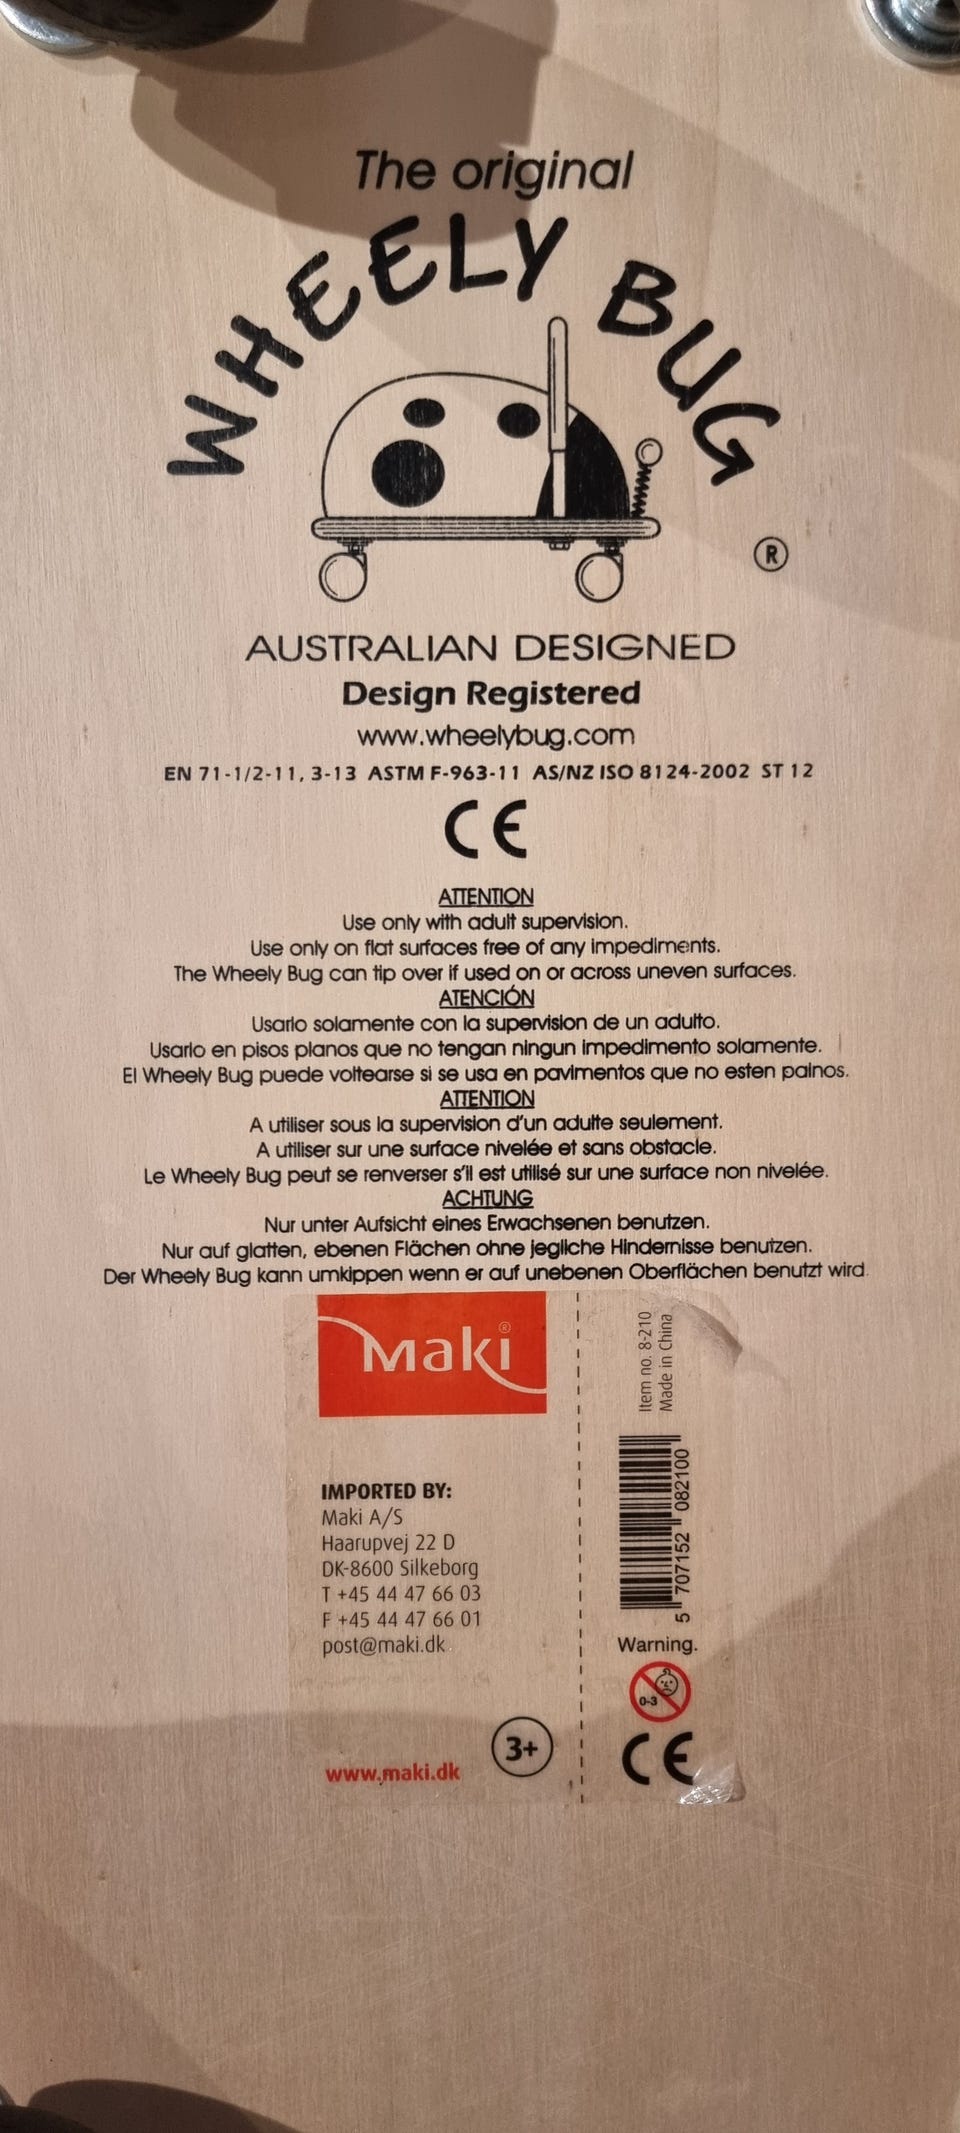 The original
WHEELY BUG
®
AUSTRALIAN DESIGNED
Design Registered
www.wheelybug.com
EN 71-1/2-11, 3-13 ASTM F-963-11 AS/NZ ISO 8124-2002 ST 12
CE
ATTENTION
Use only with adult supervision.
Use only on flat surfaces free of any impediments.
The Wheely Bug can tip over if used on or across uneven surfaces.
ATENCIÓN
Usarlo solamente con la supervision de un adulto.
Usarlo en pisos planos que no tengan ningun impedimento solamente.
El Wheely Bug puede voltearse si se usa en pavimentos que no esten palnos.
ATTENTION
A utiliser sous la supervision d'un adulte seulement.
A utiliser sur une surface nivelée et sans obstacle.
Le Wheely Bug peut se renverser s'il est utilisé sur une surface non nivelée.
ACHTUNG
Nur unter Aufsicht eines Erwachsenen benutzen.
Nur auf glatten, ebenen Flächen ohne jegliche Hindernisse benutzen.
Der Wheely Bug kann umkippen wenn er auf unebenen Oberflächen benutzt wird.
Maki®
IMPORTED BY:
Maki A/S
Haarupvej 22 D
DK-8600 Silkeborg
T +45 44 47 66 03
F +45 44 47 66 01
post@maki.dk
www.maki.dk
3+
Item no. 8-210
Made in China
5 707152 082100
Warning.
0-3
CE